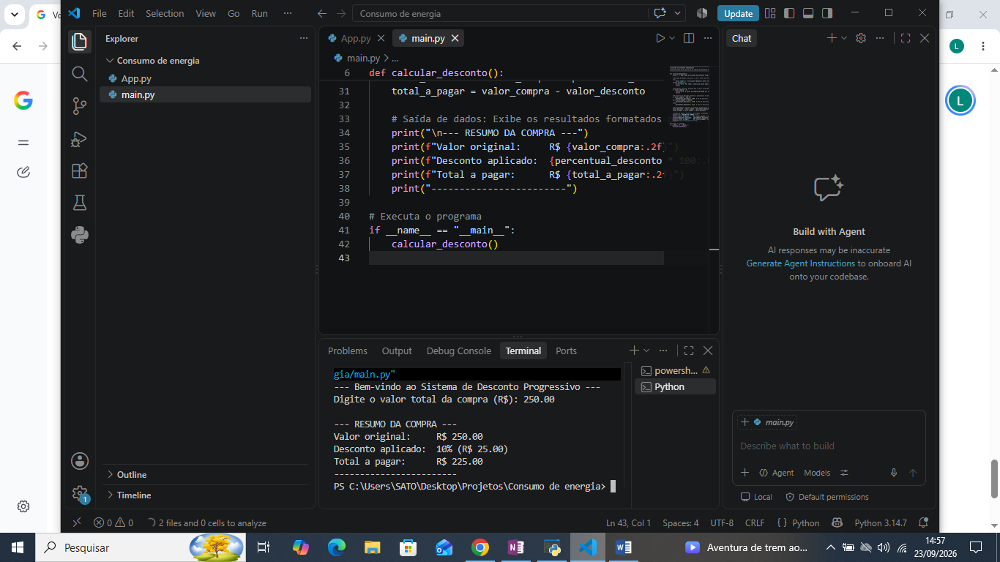 File Edit Selection View Go Run ···
Consumo de energia
Update
Explorer
Consumo de energia
App.py
main.py
Outline
Timeline
App.py
main.py
main.py > ...
6 def calcular_desconto():
31 total_a_pagar = valor_compra - valor_desconto
32
33 # Saída de dados: Exibe os resultados formatados
34 print("\n--- RESUMO DA COMPRA ---")
35 print(f"Valor original:     R$ {valor_compra:.2f}")
36 print(f"Desconto aplicado:  {percentual_desconto * 100:.
37 print(f"Total a pagar:      R$ {total_a_pagar:.2f}")
38 print("------------------------")
39
40 # Executa o programa
41 if __name__ == "__main__":
42 calcular_desconto()
43
Problems Output Debug Console Terminal Ports
gia/main.py"
--- Bem-vindo ao Sistema de Desconto Progressivo ---
Digite o valor total da compra (R$): 250.00
--- RESUMO DA COMPRA ---
Valor original:     R$ 250.00
Desconto aplicado:  10% (R$ 25.00)
Total a pagar:      R$ 225.00
------------------------
PS C:\Users\SATO\Desktop\Projetos\Consumo de energia>
powersh...
Python
Chat
Build with Agent
AI responses may be inaccurate
Generate Agent Instructions to onboard AI
onto your codebase.
main.py
Describe what to build
Agent Models
Local Default permissions
L
L
1
0 0 2 files and 0 cells to analyze
Ln 43, Col 1 Spaces: 4 UTF-8 CRLF { } Python Python 3.14.7
Pesquisar
Aventura de trem ao...
14:57
23/09/2026